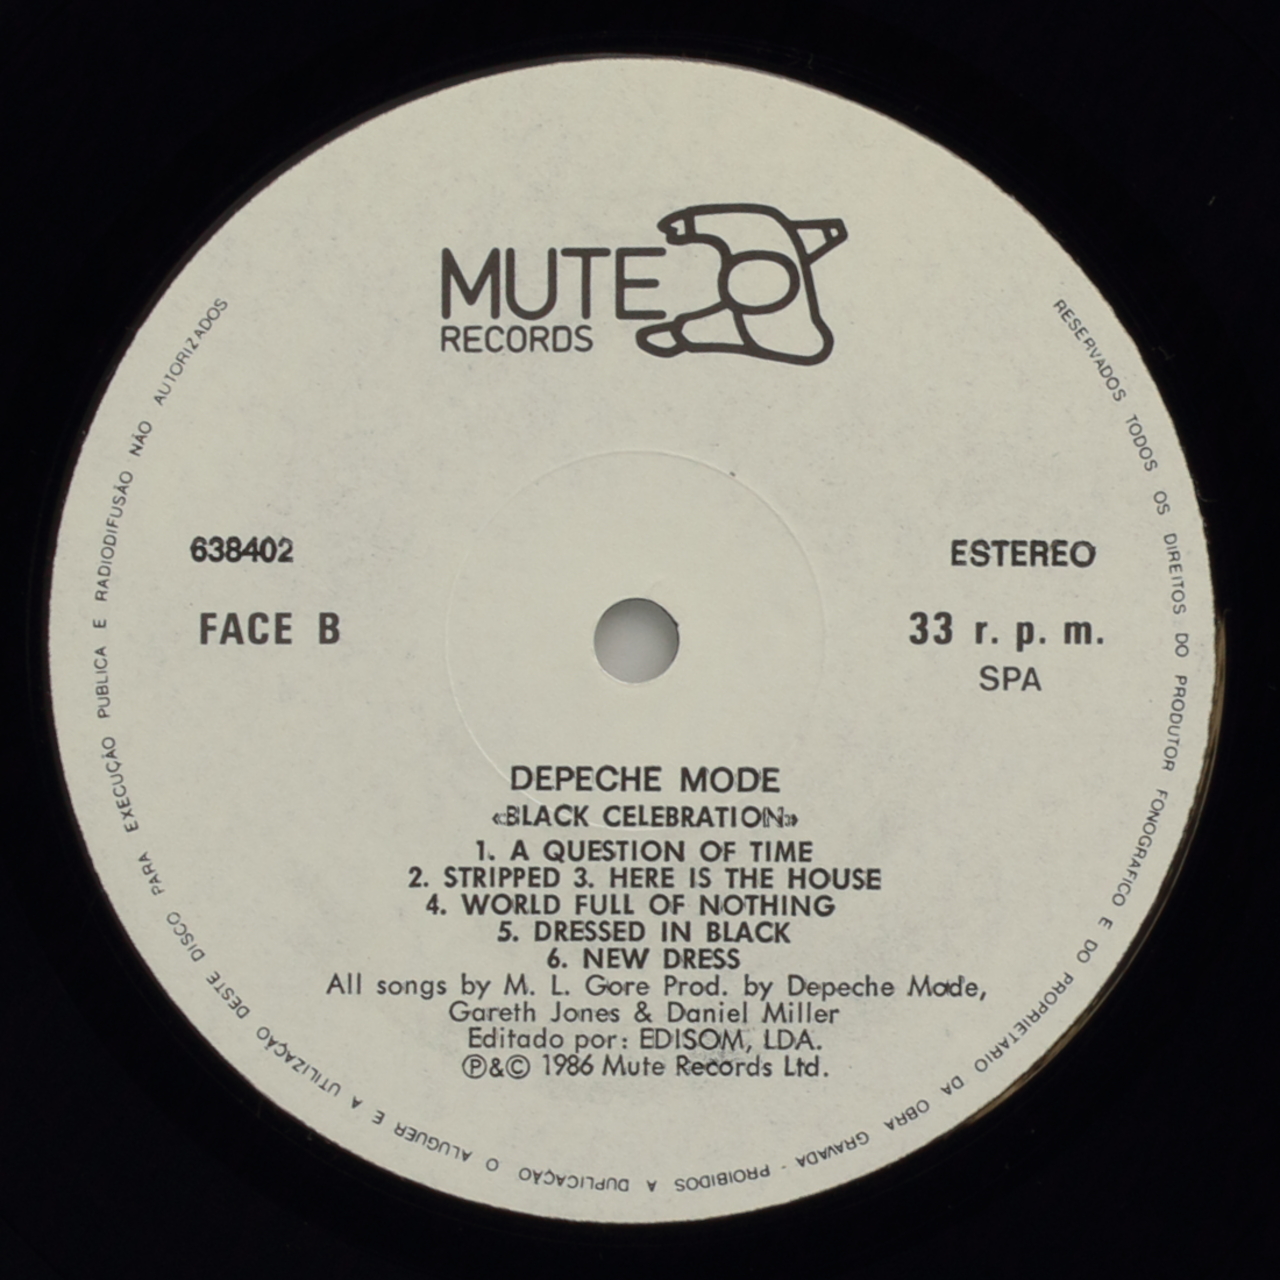 MUTE
RECORDS
638402
ESTEREO
FACE B
33 r. p. m.
SPA
DEPECHE MODE
«BLACK CELEBRATION»
1. A QUESTION OF TIME
2. STRIPPED 3. HERE IS THE HOUSE
4. WORLD FULL OF NOTHING
5. DRESSED IN BLACK
6. NEW DRESS
All songs by M. L. Gore Prod. by Depeche Mode,
Gareth Jones & Daniel Miller
Editado por: EDISOM, LDA.
℗&© 1986 Mute Records Ltd.
RESERVADOS TODOS OS DIREITOS DO PRODUTOR FONOGRAFICO E DO PROPRIETARIO DA OBRA GRAVADA - PROIBIDOS A DUPLICAÇÃO O ALUGUER E A UTILIZAÇÃO DESTE DISCO PARA EXECUÇÃO PUBLICA E RADIODIFUSÃO NÃO AUTORIZADOS